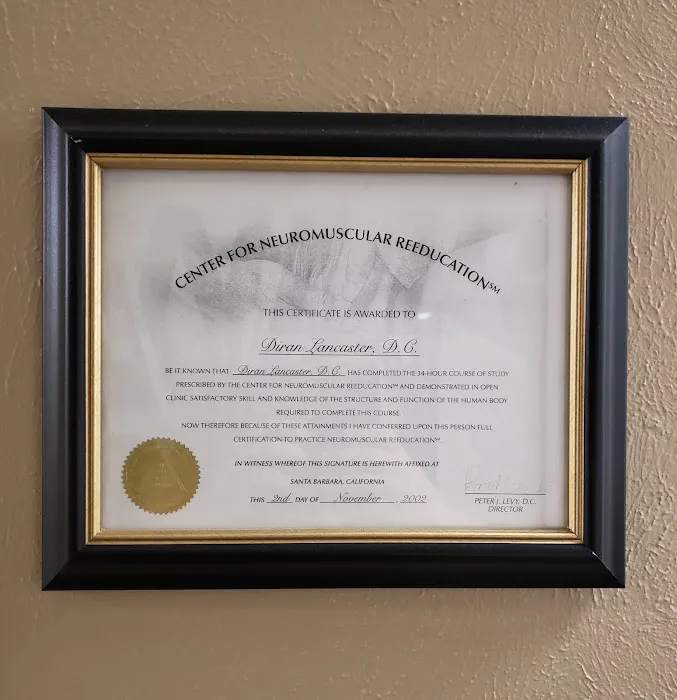 CENTER FOR NEUROMUSCULAR REEDUCATION℠
THIS CERTIFICATE IS AWARDED TO
Diran Lancaster, D.C.
BE IT KNOWN THAT Diran Lancaster, D.C. HAS COMPLETED THE 34-HOUR COURSE OF STUDY
PRESCRIBED BY THE CENTER FOR NEUROMUSCULAR REEDUCATION℠ AND DEMONSTRATED IN OPEN
CLINIC SATISFACTORY SKILL AND KNOWLEDGE OF THE STRUCTURE AND FUNCTION OF THE HUMAN BODY
REQUIRED TO COMPLETE THIS COURSE.
NOW THEREFORE BECAUSE OF THESE ATTAINMENTS I HAVE CONFERRED UPON THIS PERSON FULL
CERTIFICATION TO PRACTICE NEUROMUSCULAR REEDUCATION℠
IN WITNESS WHEREOF THIS SIGNATURE IS HEREWITH AFFIXED AT
SANTA BARBARA, CALIFORNIA
THIS 2nd DAY OF November, 2002
PETER J. LEVY, D.C.
DIRECTOR